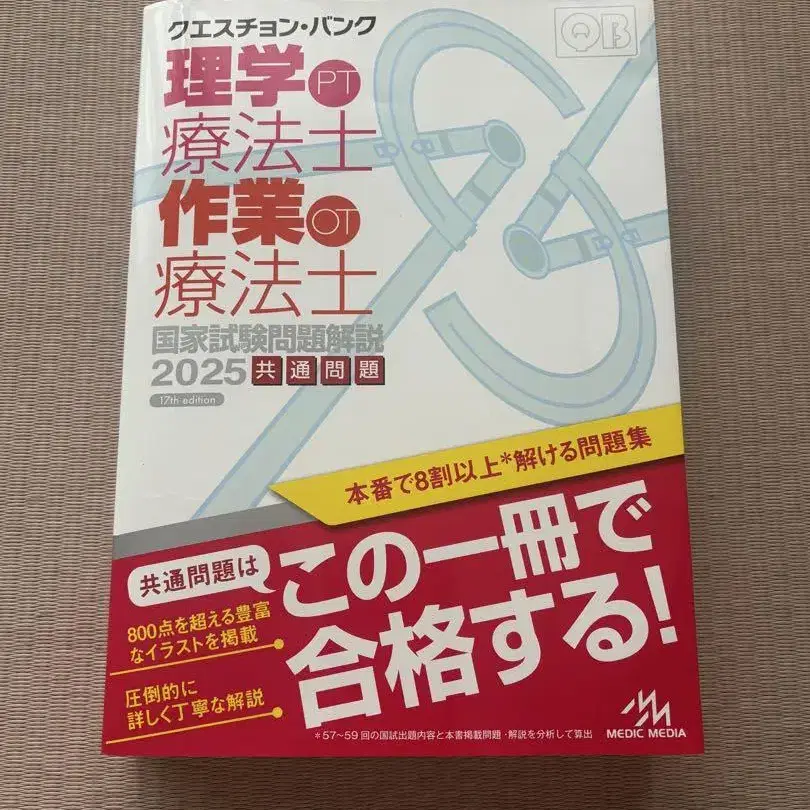 クエスチョン・バンク
QB
理学PT
療法士
作業OT
療法士
国家試験問題解説
2025 共通問題
17th edition
本番で8割以上*解ける問題集
共通問題は
この一冊で
合格する!
800点を超える豊富
なイラストを掲載
圧倒的に
詳しく丁寧な解説
*57~59回の国試出題内容と本書掲載問題・解説を分析して算出
MEDIC MEDIA